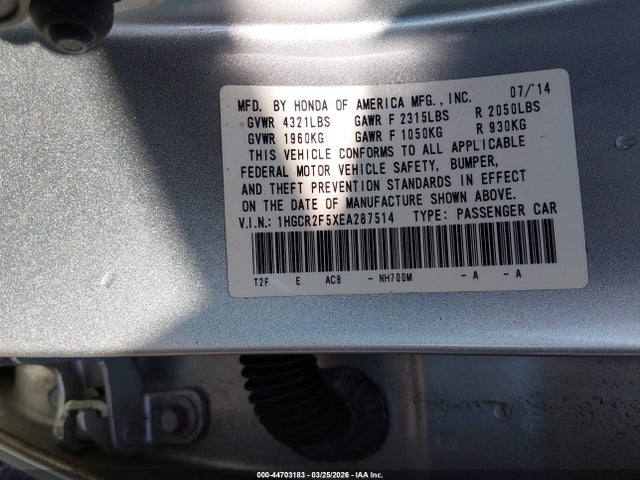 MFD. BY HONDA OF AMERICA MFG., INC. 07/'14
GVWR 4321LBS GAWR F 2315LBS R 2050LBS
GVWR 1960KG GAWR F 1050KG R 930KG
THIS VEHICLE CONFORMS TO ALL APPLICABLE
FEDERAL MOTOR VEHICLE SAFETY, BUMPER,
AND THEFT PREVENTION STANDARDS IN EFFECT
ON THE DATE OF MANUFACTURE SHOWN ABOVE.
V.I.N.: 1HGCR2F5XEA287514 TYPE: PASSENGER CAR
T2F E AC8 - NH700M - A - A
000-44703183 - 03/25/2026 - IAA Inc.